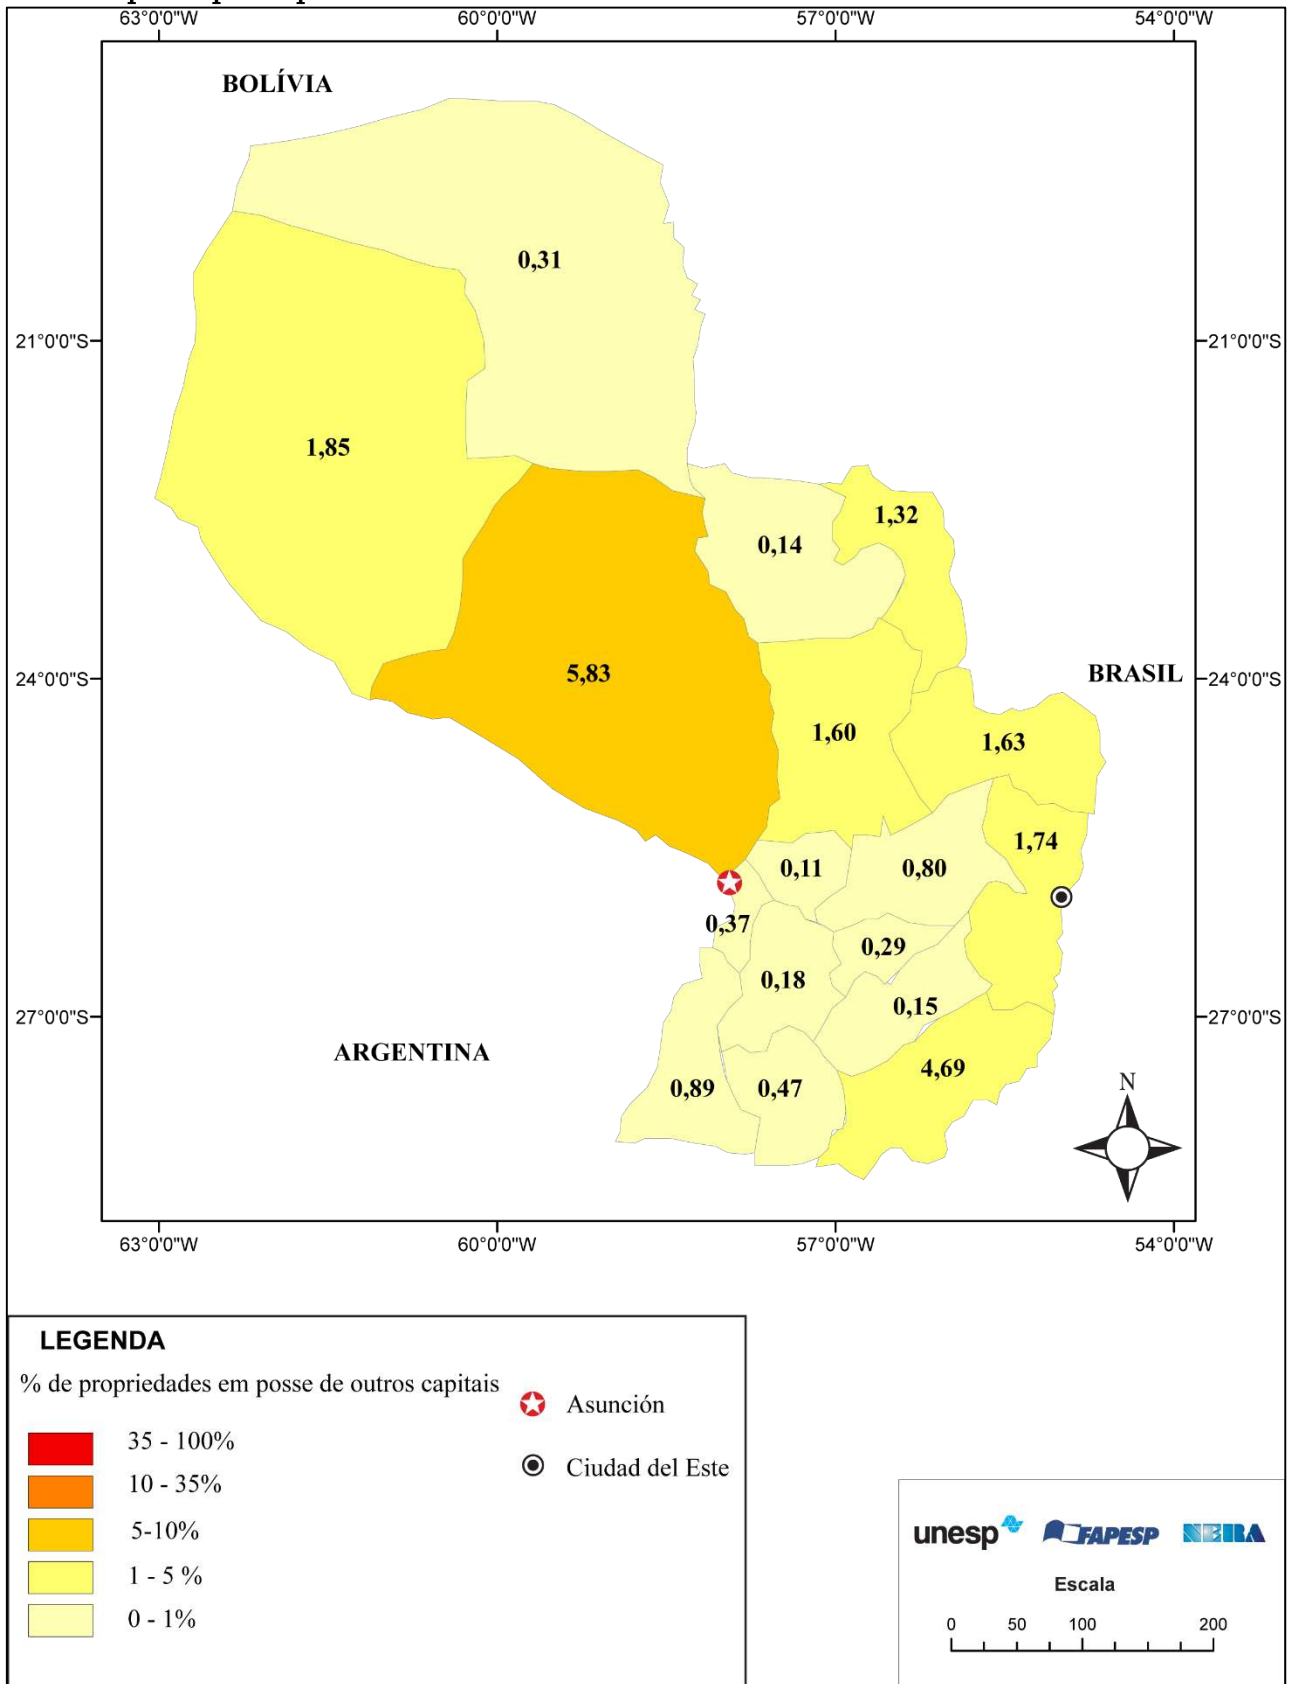 63°0'0"W 60°0'0"W 57°0'0"W 54°0'0"W
BOLÍVIA
0,31
21°0'0"S 21°0'0"S
1,85
1,32
0,14
5,83
BRASIL
24°0'0"S 24°0'0"S
1,60
1,63
1,74
0,11
0,80
0,37
0,29
0,18
0,15
27°0'0"S 27°0'0"S
ARGENTINA
4,69
0,89
0,47
N
63°0'0"W 60°0'0"W 57°0'0"W 54°0'0"W
LEGENDA
% de propriedades em posse de outros capitais
35 - 100%
10 - 35%
5-10%
1 - 5 %
0 - 1%
Asunción
Ciudad del Este
unesp FAPESP NERA
Escala
0 50 100 200